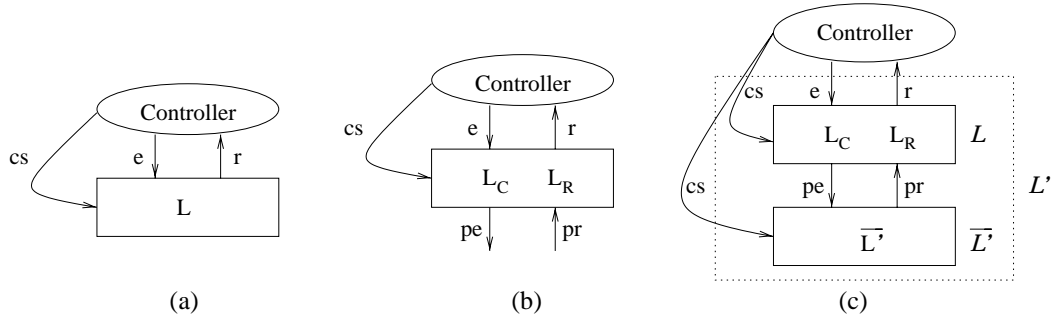 Controller
cs
e
r
L
(a)
Controller
cs
e
r
L_C
L_R
pe
pr
(b)
Controller
cs
e
r
L_C
L_R
L
cs
pe
pr
L'
L̅'̅
L̅'̅
(c)